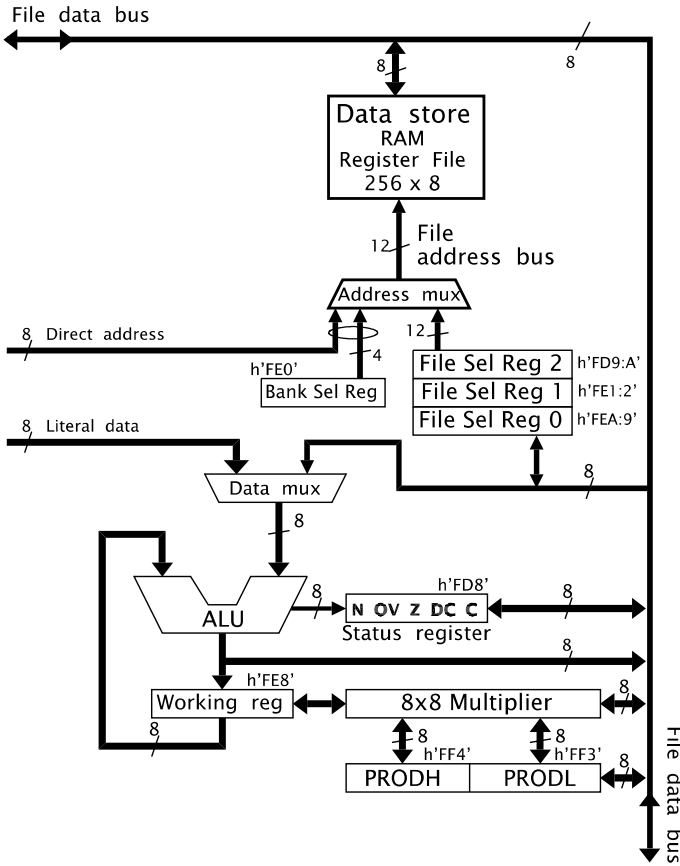 File data bus
8
8
Data store
RAM
Register File
256 x 8
12
File
address bus
Address mux
8 Direct address
12
h'FE0'
4
Bank Sel Reg
File Sel Reg 2 h'FD9:A'
File Sel Reg 1 h'FE1:2'
File Sel Reg 0 h'FEA:9'
8 Literal data
8
Data mux
8
h'FD8'
8
8
N OV Z DC C
ALU
Status register
8
h'FE8'
8
Working reg
8x8 Multiplier
8
8
8
h'FF4'
h'FF3'
8
PRODH
PRODL
File data bus